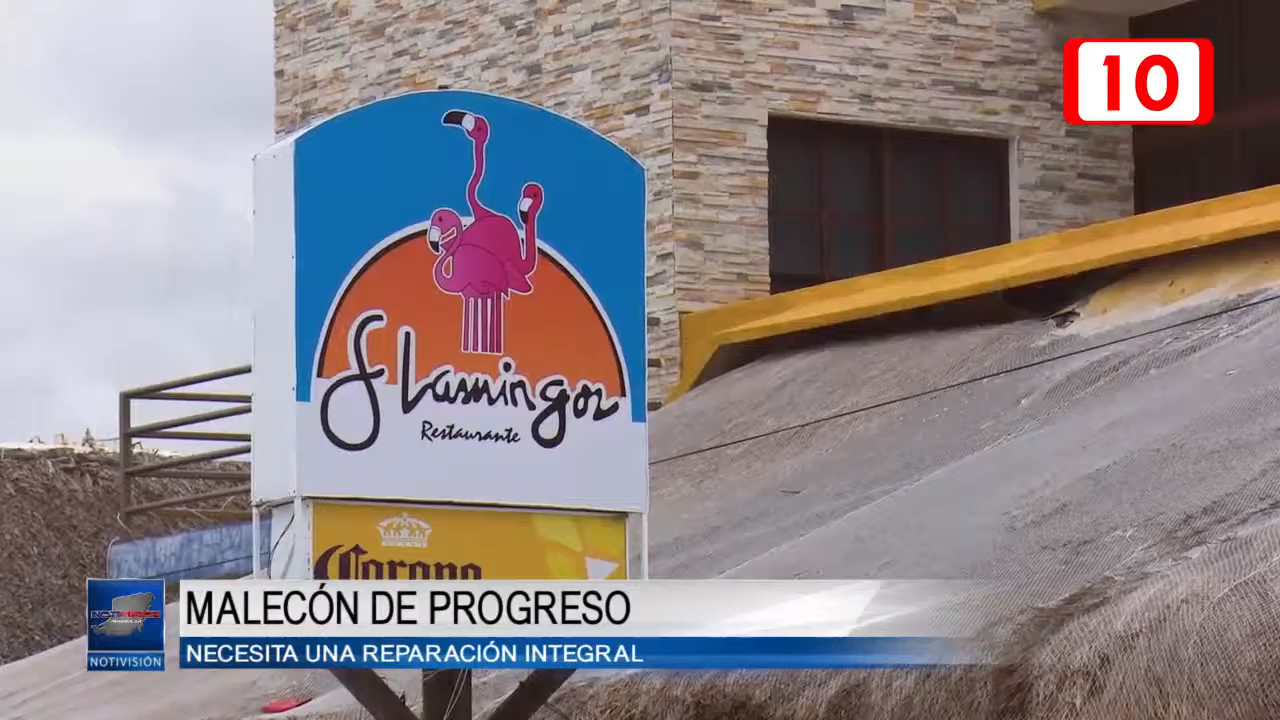 10
Flamingos
Restaurante
Corona
MALECÓN DE PROGRESO
NECESITA UNA REPARACIÓN INTEGRAL
NOTIVISIÓN